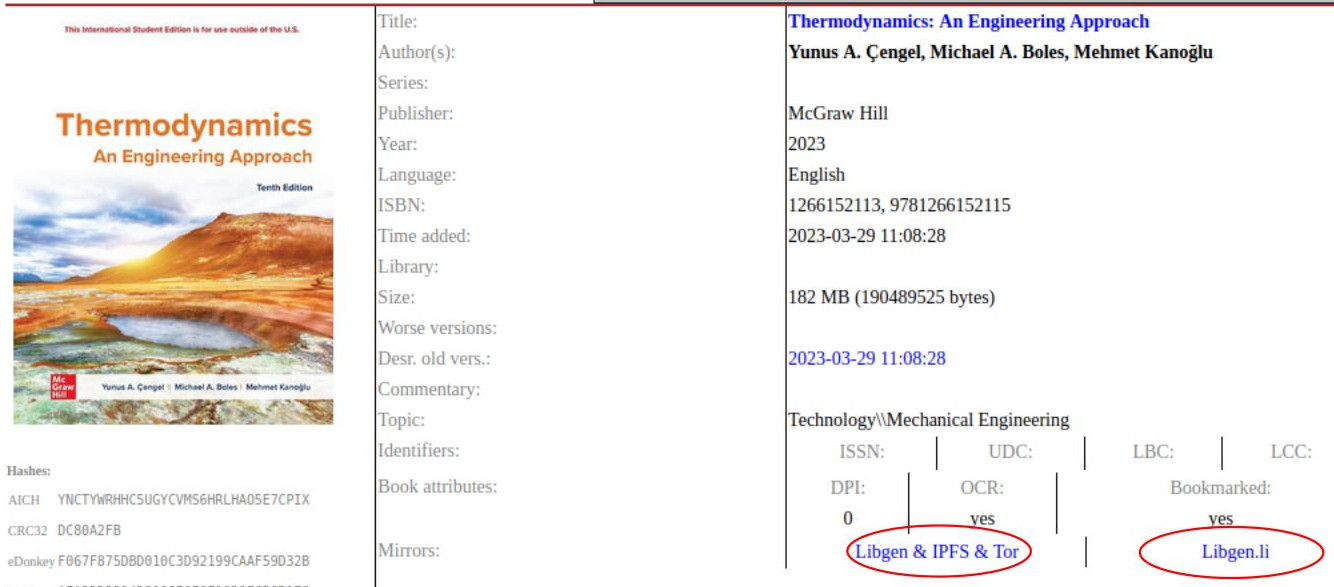 This International Student Edition is for use outside of the U.S.
Thermodynamics
An Engineering Approach
Tenth Edition
Mc
Graw
Hill
Yunus A. Çengel | Michael A. Boles | Mehmet Kanoğlu
Hashes:
AICH YNCTYWRHHC5UGYCVMS6HRLHAO5E7CPIX
CRC32 DC80A2FB
eDonkey F067F875DBD010C3D92199CAAF59D32B
Title: Thermodynamics: An Engineering Approach
Author(s): Yunus A. Çengel, Michael A. Boles, Mehmet Kanoğlu
Series:
Publisher: McGraw Hill
Year: 2023
Language: English
ISBN: 1266152113, 9781266152115
Time added: 2023-03-29 11:08:28
Library:
Size: 182 MB (190489525 bytes)
Worse versions:
Desr. old vers.: 2023-03-29 11:08:28
Commentary:
Topic: Technology\\Mechanical Engineering
Identifiers: ISSN: UDC: LBC: LCC:
Book attributes: DPI: OCR: Bookmarked:
0 yes yes
Mirrors: Libgen & IPFS & Tor Libgen.li